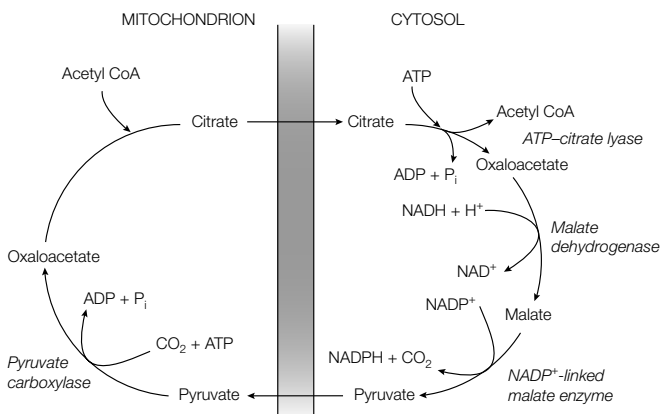 MITOCHONDRION
CYTOSOL
Acetyl CoA
ATP
Citrate
Citrate
Acetyl CoA
ATP–citrate lyase
Oxaloacetate
ADP + Pi
NADH + H+
Malate
dehydrogenase
Oxaloacetate
NAD+
ADP + Pi
NADP+
Malate
CO2 + ATP
NADPH + CO2
Pyruvate
carboxylase
NADP+-linked
malate enzyme
Pyruvate
Pyruvate